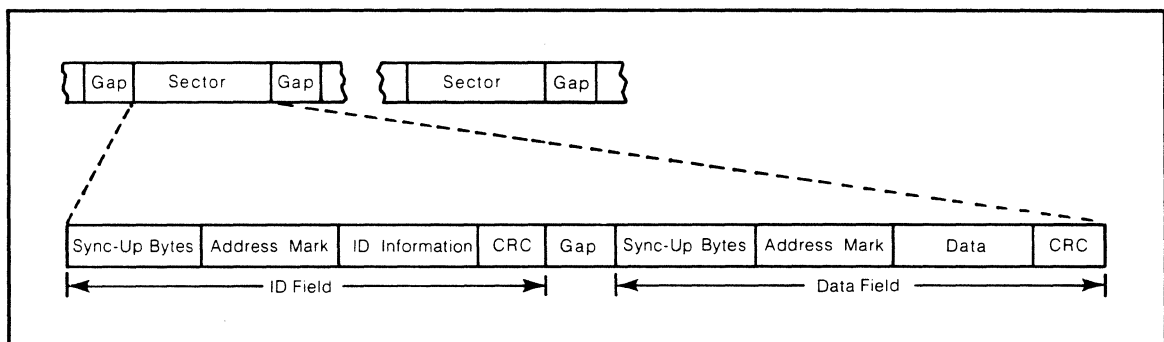 Gap Sector Gap Sector Gap
Sync-Up Bytes Address Mark ID Information CRC Gap Sync-Up Bytes Address Mark Data CRC
ID Field Data Field